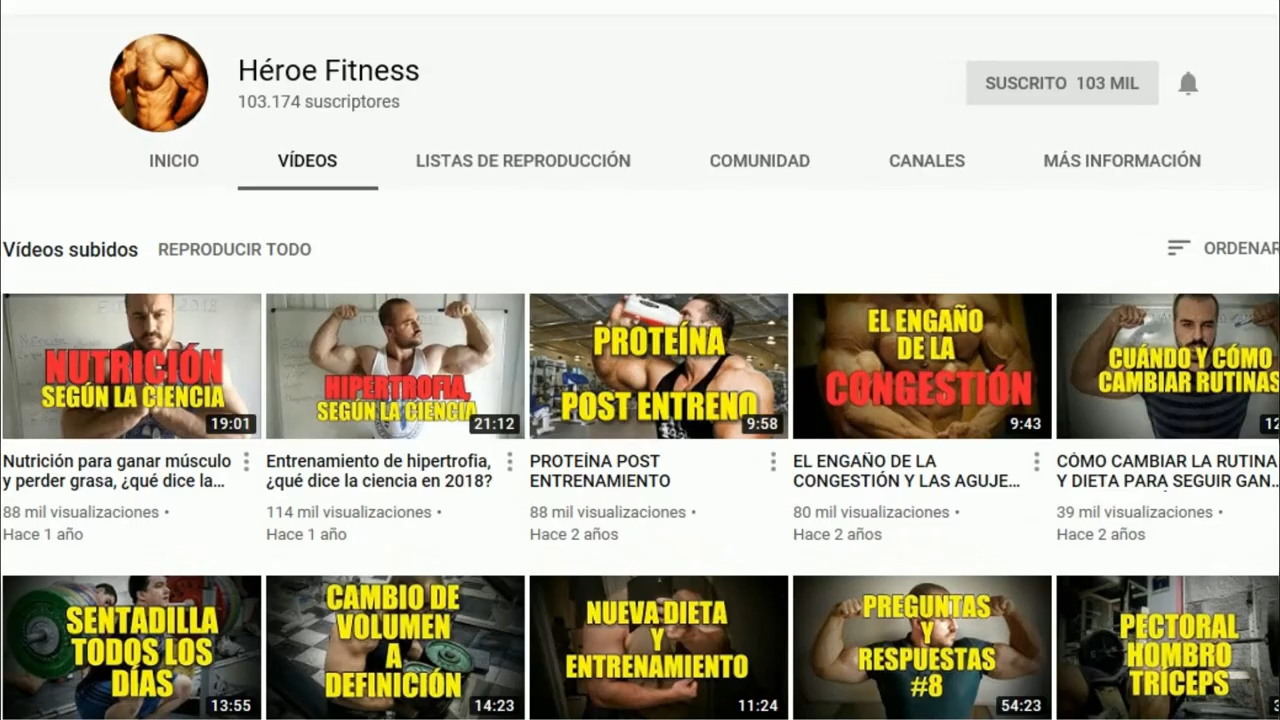 Héroe Fitness
103.174 suscriptores
SUSCRITO 103 MIL
INICIO
VÍDEOS
LISTAS DE REPRODUCCIÓN
COMUNIDAD
CANALES
MÁS INFORMACIÓN
Vídeos subidos
REPRODUCIR TODO
ORDENAR
NUTRICIÓN
SEGÚN LA CIENCIA
19:01
HIPERTROFIA,
SEGÚN LA CIENCIA
21:12
PROTEÍNA
POST ENTRENO
9:58
EL ENGAÑO
DE LA
CONGESTIÓN
9:43
CUÁNDO Y CÓMO
CAMBIAR RUTINAS
12
Nutrición para ganar músculo
y perder grasa, ¿qué dice la...
88 mil visualizaciones •
Hace 1 año
Entrenamiento de hipertrofia,
¿qué dice la ciencia en 2018?
114 mil visualizaciones •
Hace 1 año
PROTEÍNA POST
ENTRENAMIENTO
88 mil visualizaciones •
Hace 2 años
EL ENGAÑO DE LA
CONGESTIÓN Y LAS AGUJE...
80 mil visualizaciones •
Hace 2 años
CÓMO CAMBIAR LA RUTINA
Y DIETA PARA SEGUIR GAN...
39 mil visualizaciones •
Hace 2 años
SENTADILLA
TODOS LOS
DÍAS
13:55
CAMBIO DE
VOLUMEN
A
DEFINICIÓN
14:23
NUEVA DIETA
Y
ENTRENAMIENTO
11:24
PREGUNTAS
Y
RESPUESTAS
#8
54:23
PECTORAL
HOMBRO
TRÍCEPS